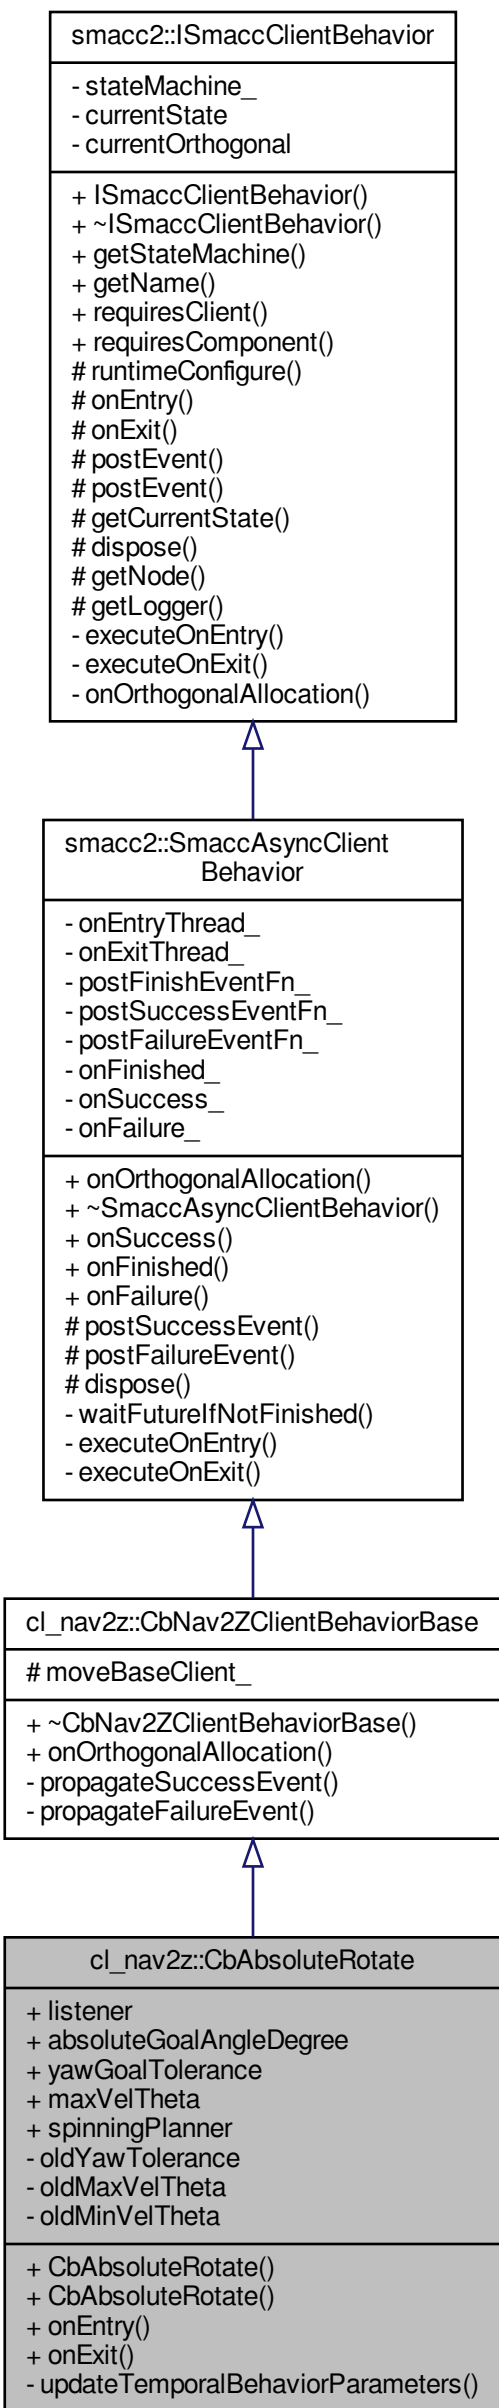 smacc2::ISmaccClientBehavior
- stateMachine_
- currentState
- currentOrthogonal
+ ISmaccClientBehavior()
+ ~ISmaccClientBehavior()
+ getStateMachine()
+ getName()
+ requiresClient()
+ requiresComponent()
# runtimeConfigure()
# onEntry()
# onExit()
# postEvent()
# postEvent()
# getCurrentState()
# dispose()
# getNode()
# getLogger()
- executeOnEntry()
- executeOnExit()
- onOrthogonalAllocation()
smacc2::SmaccAsyncClient
Behavior
- onEntryThread_
- onExitThread_
- postFinishEventFn_
- postSuccessEventFn_
- postFailureEventFn_
- onFinished_
- onSuccess_
- onFailure_
+ onOrthogonalAllocation()
+ ~SmaccAsyncClientBehavior()
+ onSuccess()
+ onFinished()
+ onFailure()
# postSuccessEvent()
# postFailureEvent()
# dispose()
- waitFutureIfNotFinished()
- executeOnEntry()
- executeOnExit()
cl_nav2z::CbNav2ZClientBehaviorBase
# moveBaseClient_
+ ~CbNav2ZClientBehaviorBase()
+ onOrthogonalAllocation()
- propagateSuccessEvent()
- propagateFailureEvent()
cl_nav2z::CbAbsoluteRotate
+ listener
+ absoluteGoalAngleDegree
+ yawGoalTolerance
+ maxVelTheta
+ spinningPlanner
- oldYawTolerance
- oldMaxVelTheta
- oldMinVelTheta
+ CbAbsoluteRotate()
+ CbAbsoluteRotate()
+ onEntry()
+ onExit()
- updateTemporalBehaviorParameters()